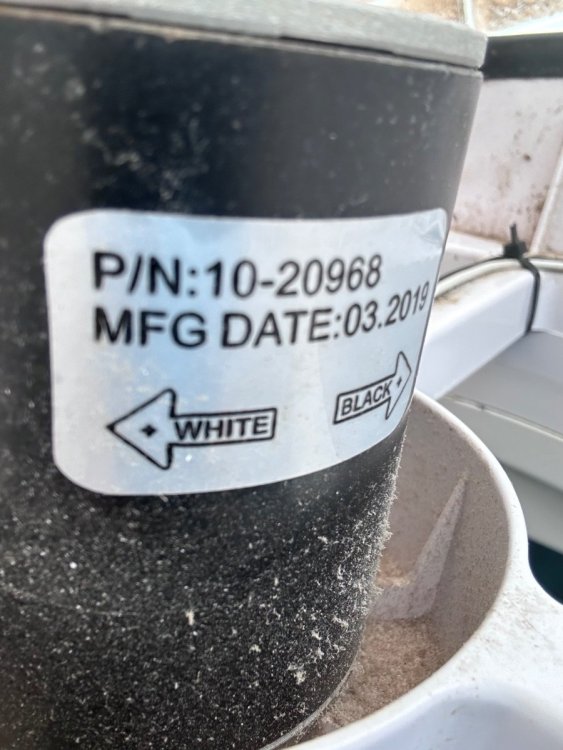 P/N:10-20968
MFG DATE:03.2019
WHITE
BLACK